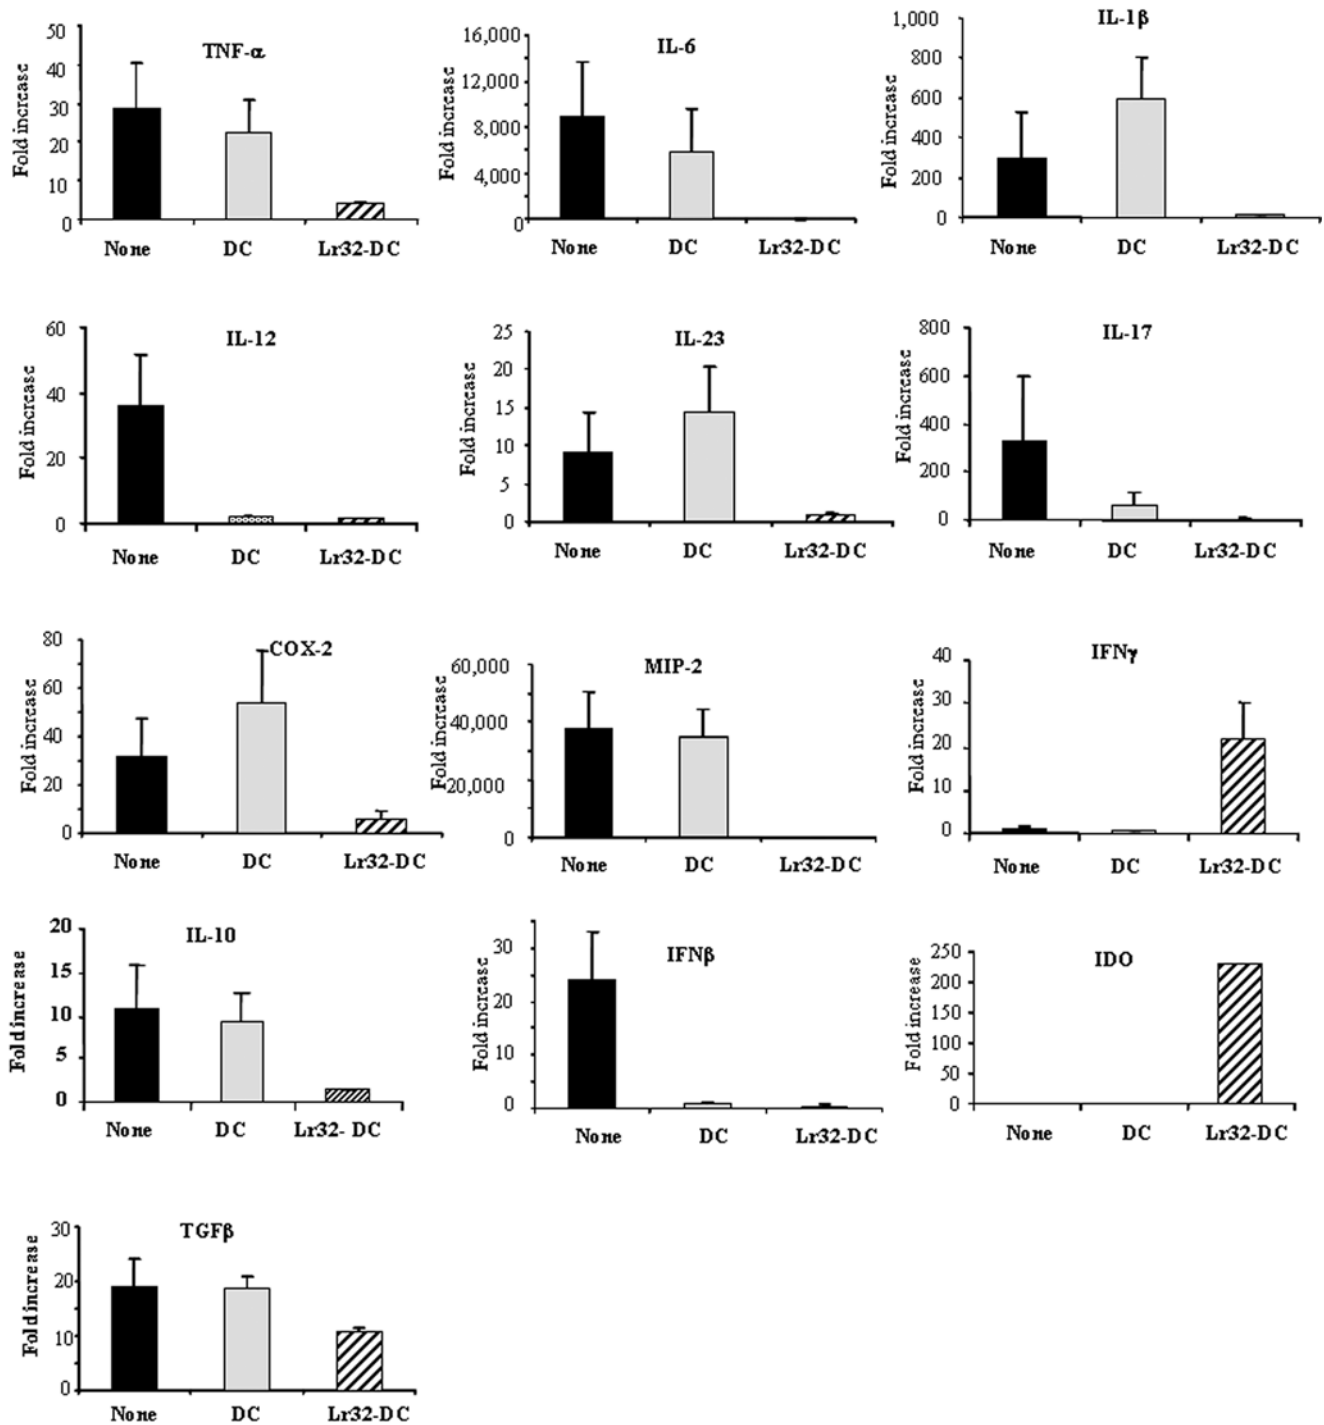 TNF-α
Fold increase
50
40
30
20
10
0
None DC Lr32-DC
IL-6
Fold increase
16,000
12,000
8,000
4,000
0
None DC Lr32-DC
IL-1β
Fold increase
1,000
800
600
400
200
0
None DC Lr32-DC
IL-12
Fold increase
60
40
20
0
None DC Lr32-DC
IL-23
Fold increase
25
20
15
10
5
0
None DC Lr32-DC
IL-17
Fold increase
800
600
400
200
0
None DC Lr32-DC
COX-2
Fold increase
80
60
40
20
0
None DC Lr32-DC
MIP-2
Fold increase
60,000
40,000
20,000
0
None DC Lr32-DC
IFNγ
Fold increase
40
30
20
10
0
None DC Lr32-DC
IL-10
Fold increase
20
15
10
5
0
None DC Lr32- DC
IFNβ
Fold increase
30
20
10
0
None DC Lr32-DC
IDO
Fold increase
250
200
150
100
50
0
None DC Lr32-DC
TGFβ
Fold increase
30
20
10
0
None DC Lr32-DC